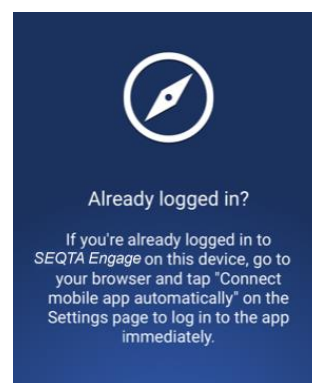 Already logged in?
If you're already logged in to
SEQTA Engage on this device, go to
your browser and tap "Connect
mobile app automatically" on the
Settings page to log in to the app
immediately.